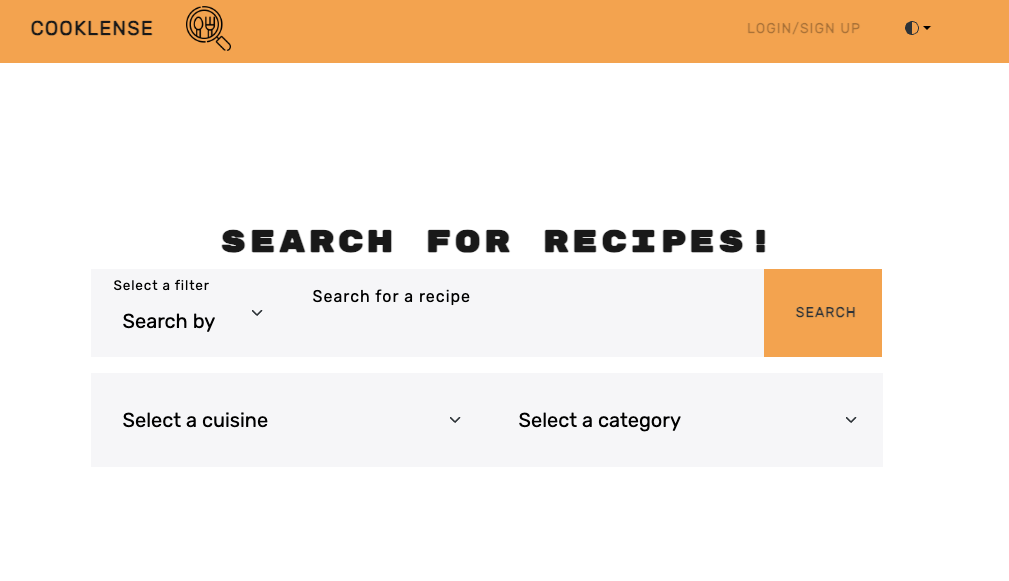 COOKLENSE
LOGIN/SIGN UP
SEARCH FOR RECIPES!
Select a filter
Search by
Search for a recipe
SEARCH
Select a cuisine
Select a category